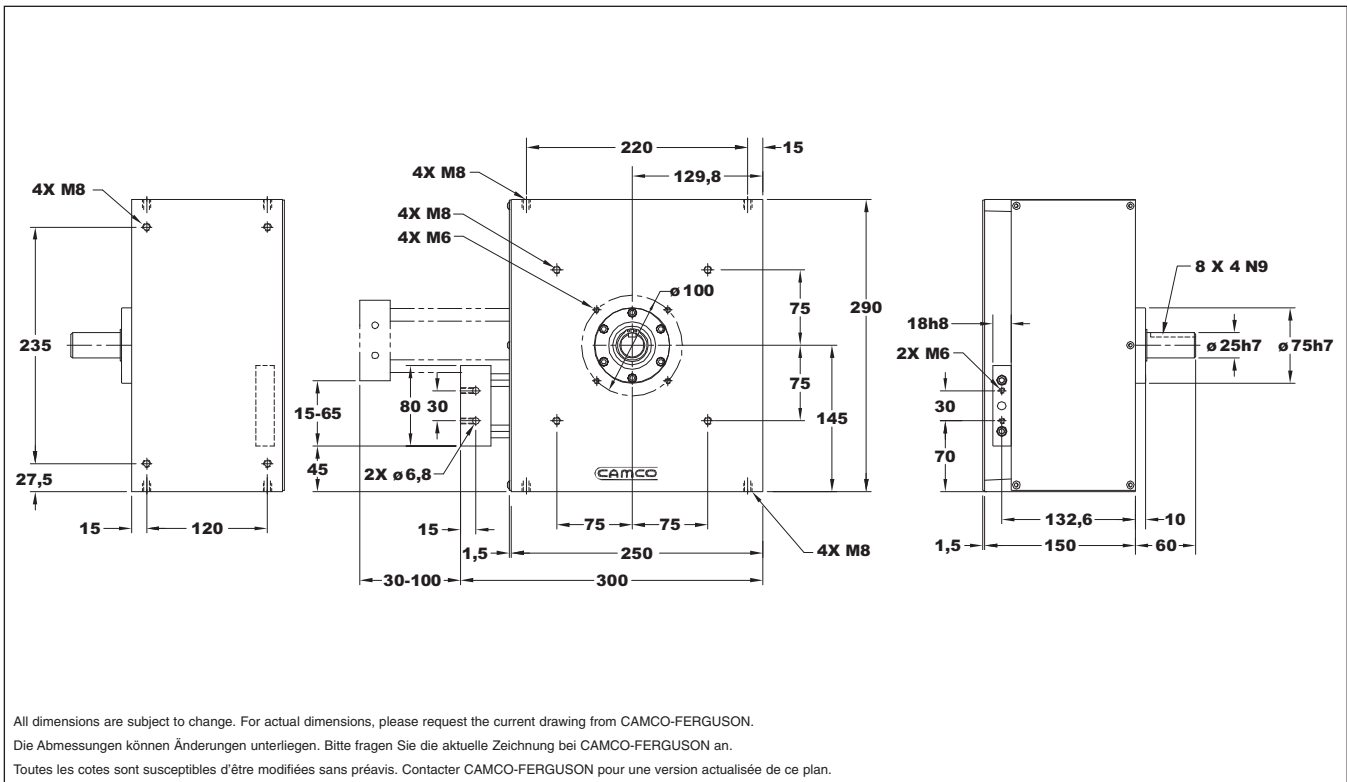 4X M8
235
27,5
15
120
220
15
129,8
4X M8
4X M8
4X M6
ø 100
75
75
290
145
15-65
80
30
45
2X ø 6,8
CAMCO
15
75
75
4X M8
1,5
250
30-100
300
8 X 4 N9
18h8
2X M6
ø 25h7
ø 75h7
30
70
132,6
10
1,5
150
60
All dimensions are subject to change. For actual dimensions, please request the current drawing from CAMCO-FERGUSON.
Die Abmessungen können Änderungen unterliegen. Bitte fragen Sie die aktuelle Zeichnung bei CAMCO-FERGUSON an.
Toutes les cotes sont susceptibles d'être modifiées sans préavis. Contacter CAMCO-FERGUSON pour une version actualisée de ce plan.